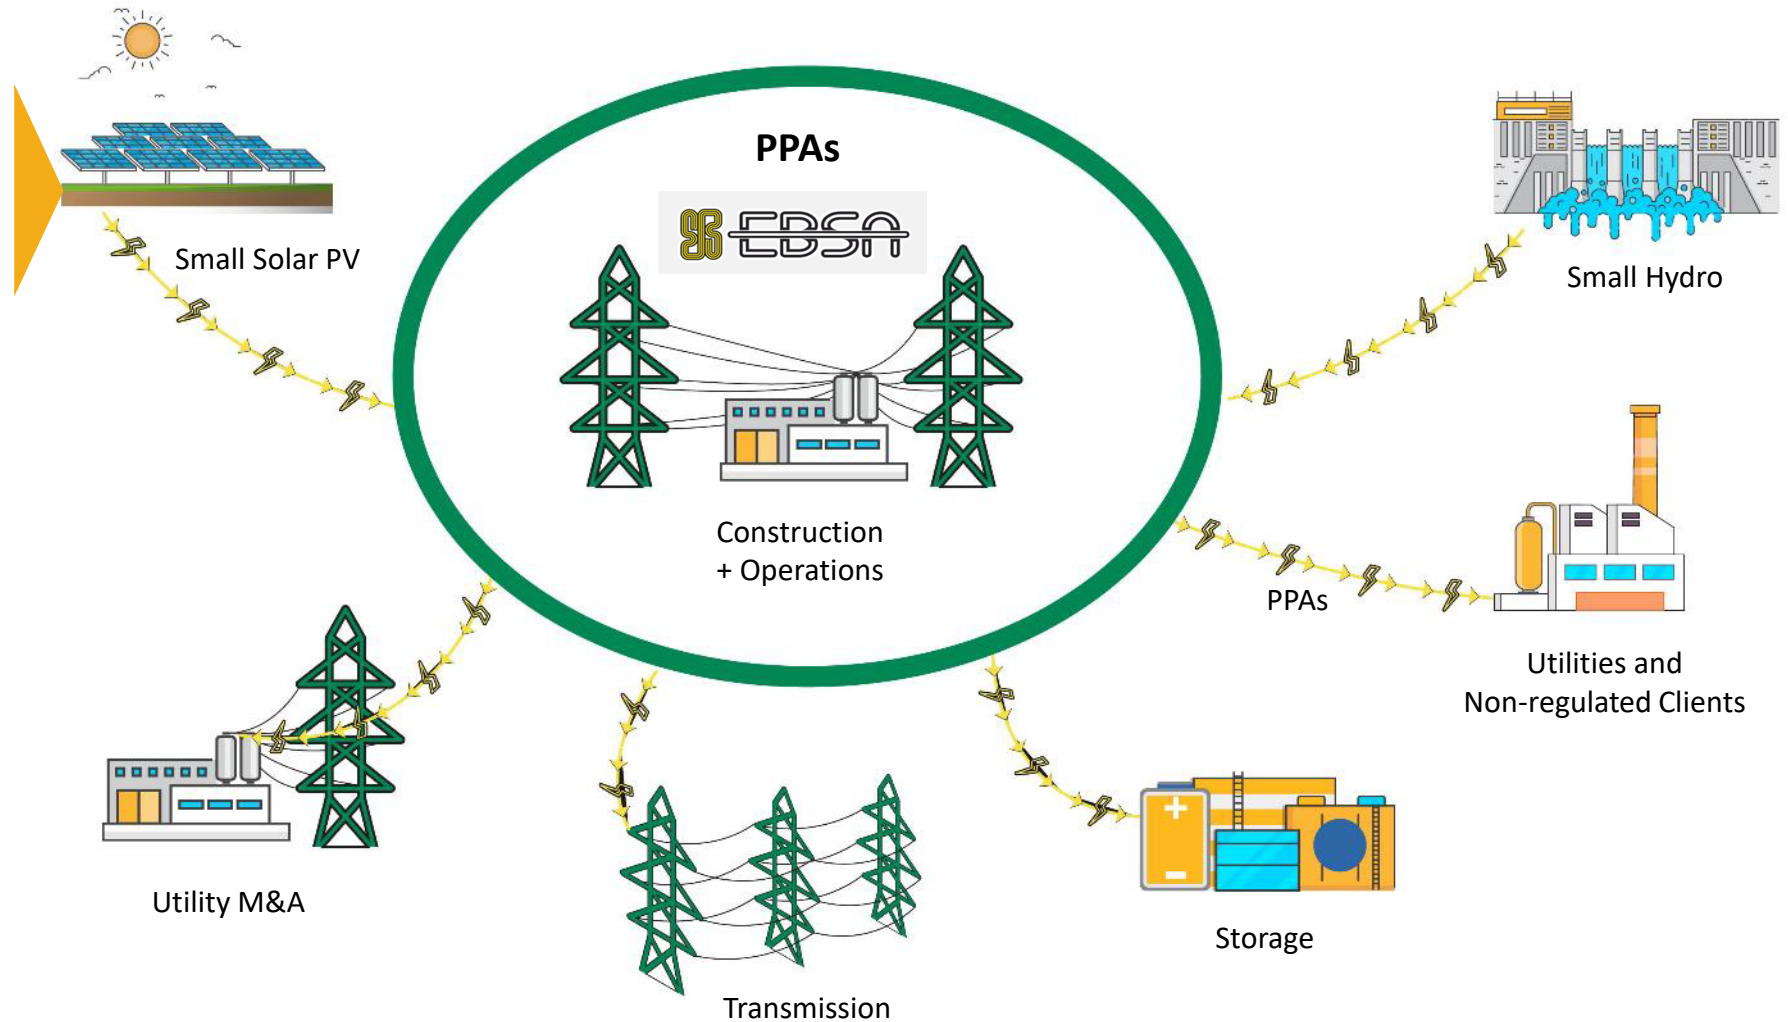 PPAs
EBSA
Small Solar PV
Small Hydro
Construction
+ Operations
PPAs
Utilities and
Non-regulated Clients
Utility M&A
Storage
Transmission